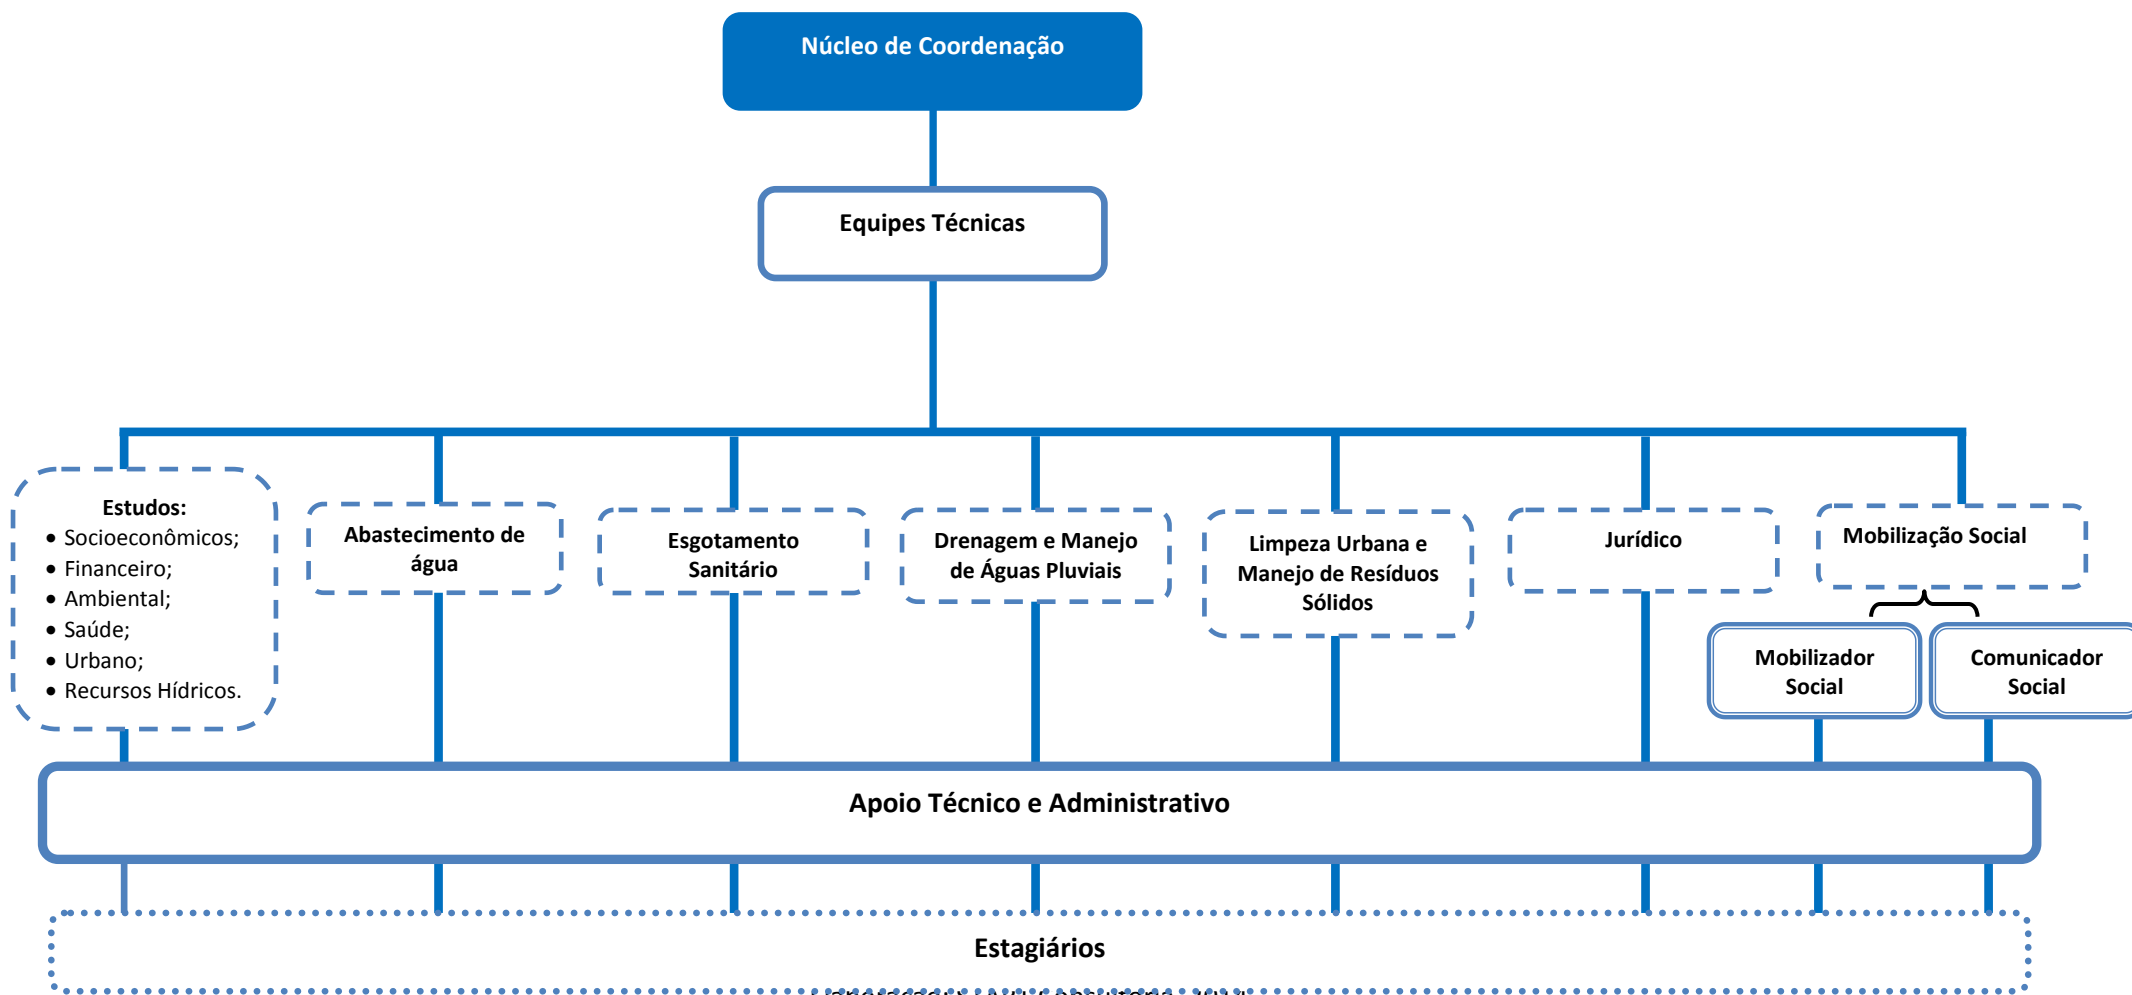 Núcleo de Coordenação
Equipes Técnicas
Estudos:
• Socioeconômicos;
• Financeiro;
• Ambiental;
• Saúde;
• Urbano;
• Recursos Hídricos.
Abastecimento de
água
Esgotamento
Sanitário
Drenagem e Manejo
de Águas Pluviais
Limpeza Urbana e
Manejo de Resíduos
Sólidos
Jurídico
Mobilização Social
Mobilizador
Social
Comunicador
Social
Apoio Técnico e Administrativo
Estagiários